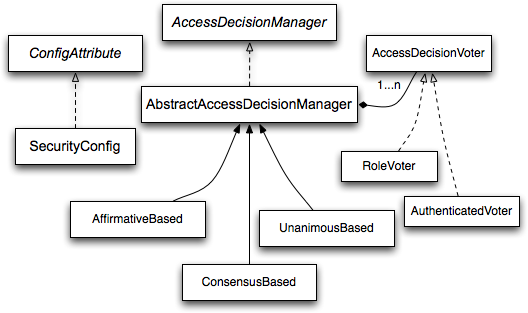 AccessDecisionManager
ConfigAttribute
AccessDecisionVoter
1...n
AbstractAccessDecisionManager
SecurityConfig
RoleVoter
AffirmativeBased
UnanimousBased
AuthenticatedVoter
ConsensusBased